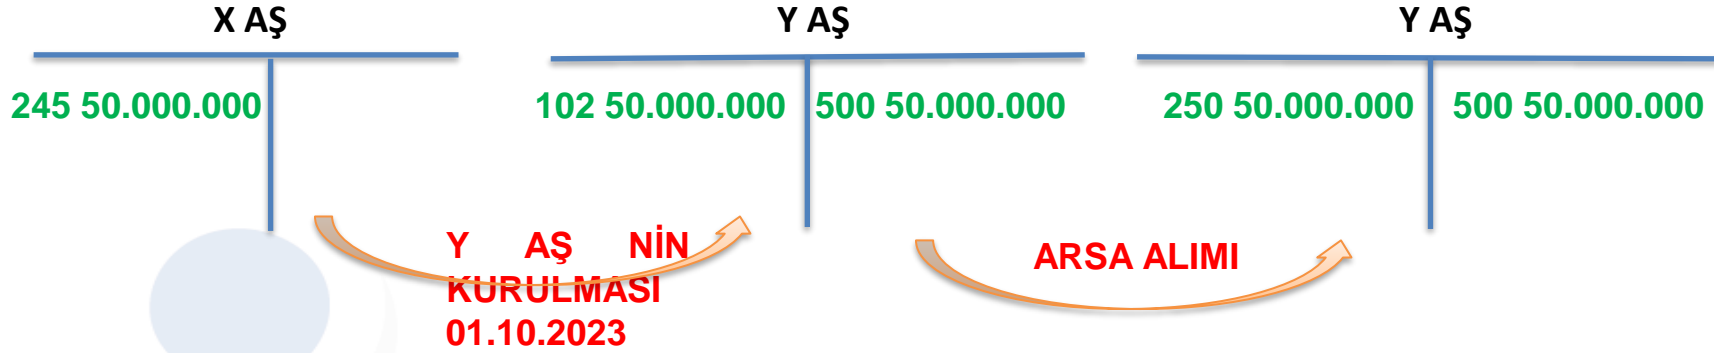 X AŞ
Y AŞ
Y AŞ
245 50.000.000
102 50.000.000
500 50.000.000
250 50.000.000
500 50.000.000
Y AŞ NİN
KURULMASI
01.10.2023
ARSA ALIMI